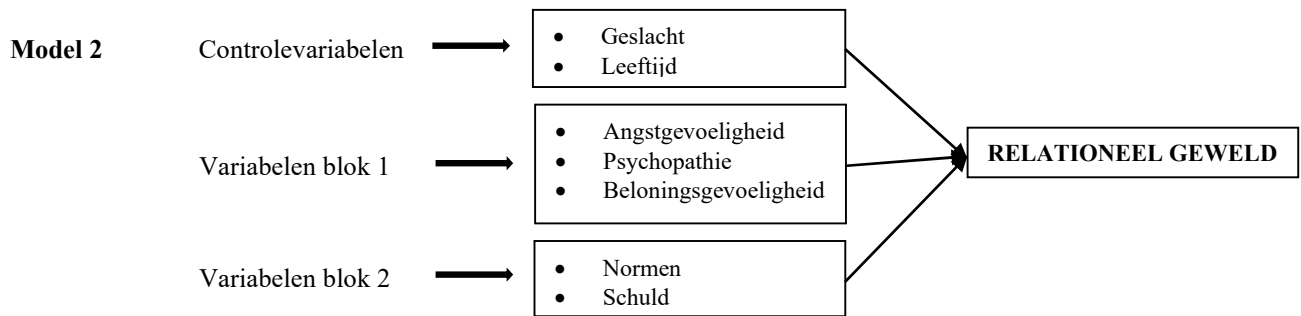 Model 2
Controlevariabelen
• Geslacht
• Leeftijd
Variabelen blok 1
• Angstgevoeligheid
• Psychopathie
• Beloningsgevoeligheid
RELATIONEEL GEWELD
Variabelen blok 2
• Normen
• Schuld